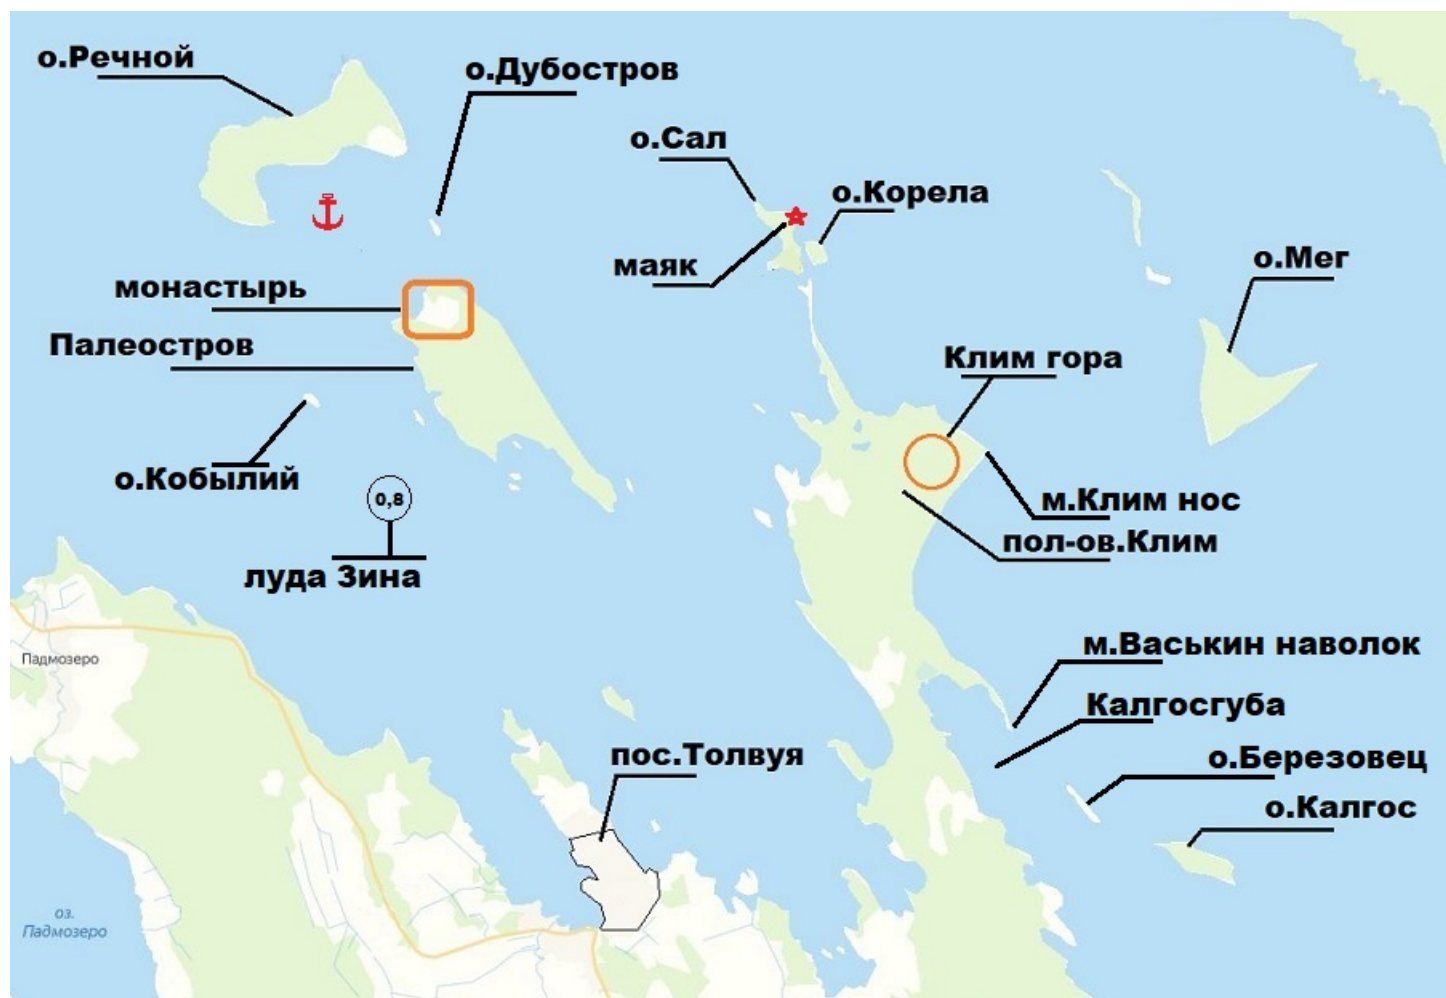 о.Речной
о.Дубостров
о.Сал
о.Корела
маяк
о.Мег
монастырь
Палеостров
Клим гора
о.Кобылий
0,8
м.Клим нос
пол-ов.Клим
луда Зина
Падмозеро
м.Васькин наволок
Калгосгуба
пос.Толвуя
о.Березовец
о.Калгос
оз.
Падмозеро